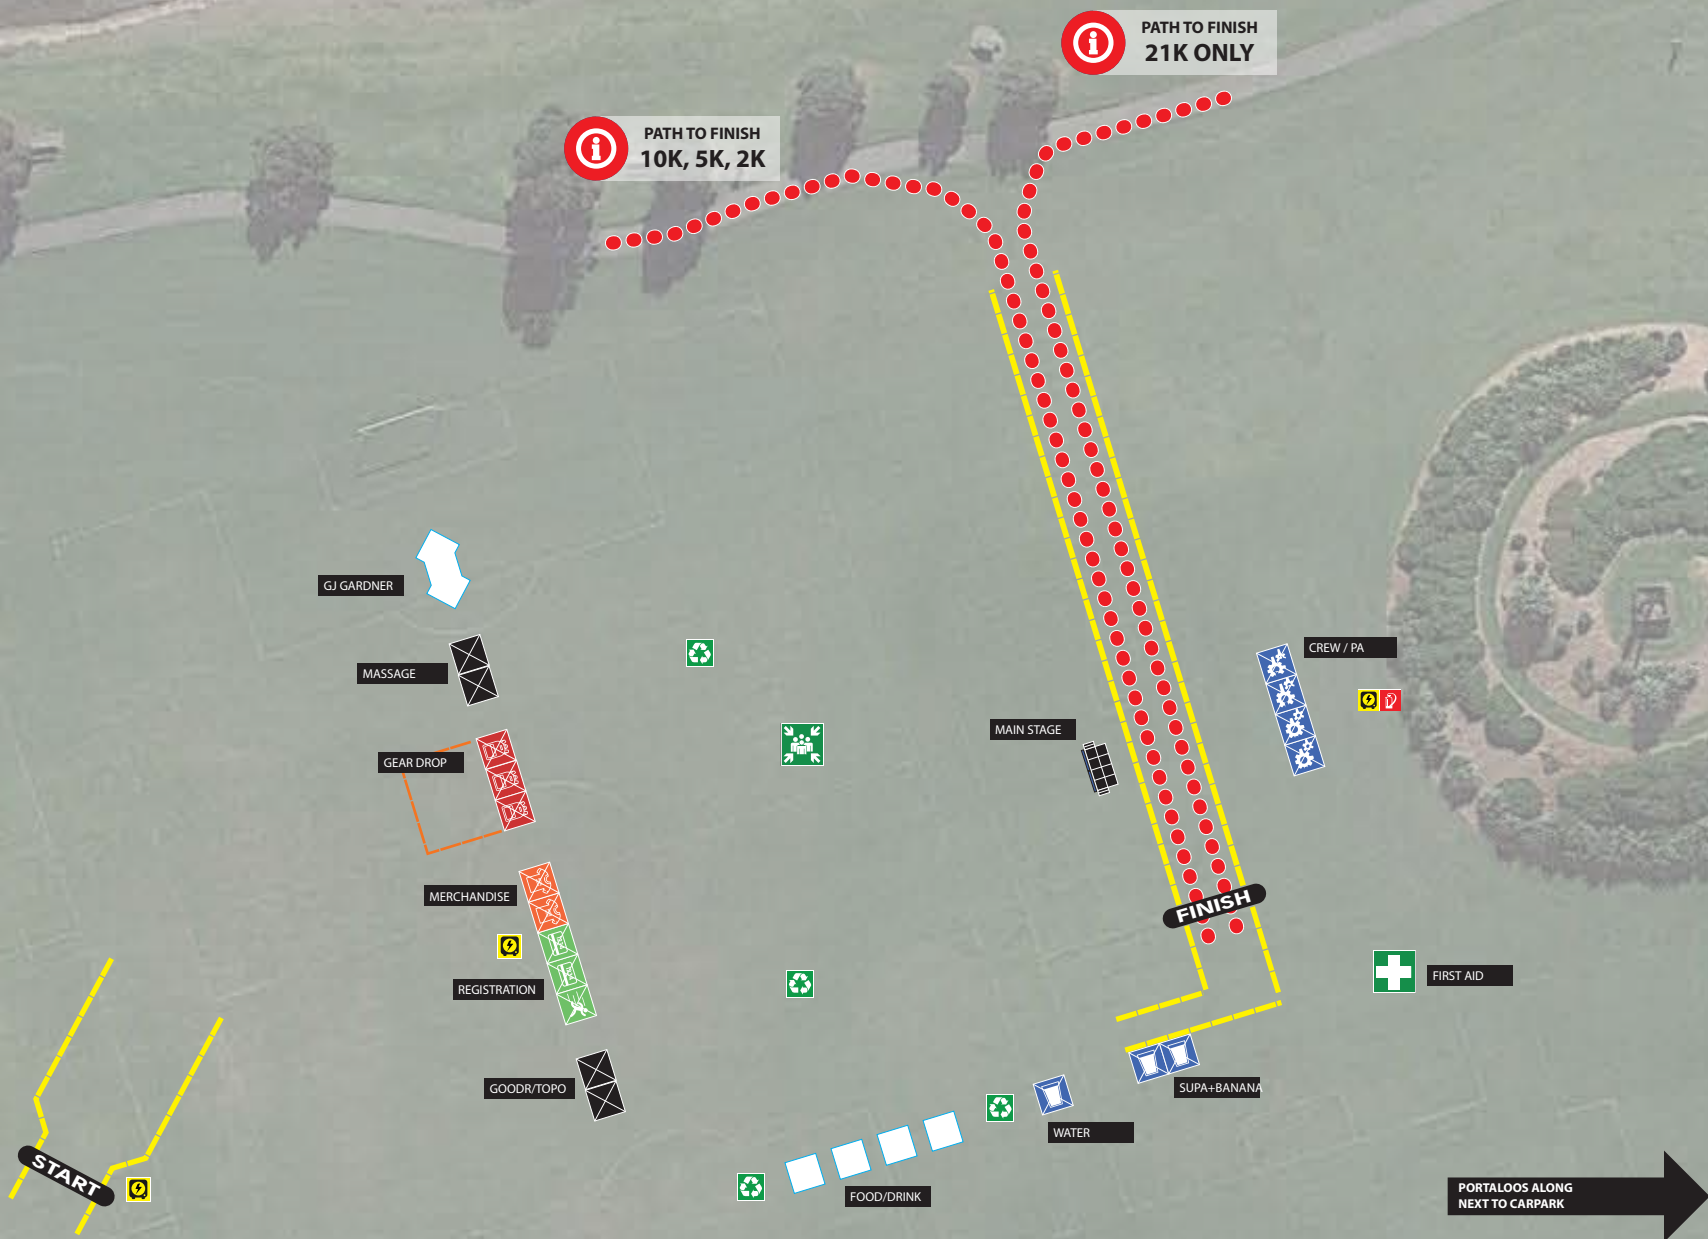 PATH TO FINISH
21K ONLY
PATH TO FINISH
10K, 5K, 2K
GJ GARDNER
MASSAGE
GEAR DROP
MERCHANDISE
REGISTRATION
GOODR/TOPO
START
MAIN STAGE
CREW / PA
FINISH
FIRST AID
SUPA+BANANA
WATER
FOOD/DRINK
PORTALOOS ALONG
NEXT TO CARPARK